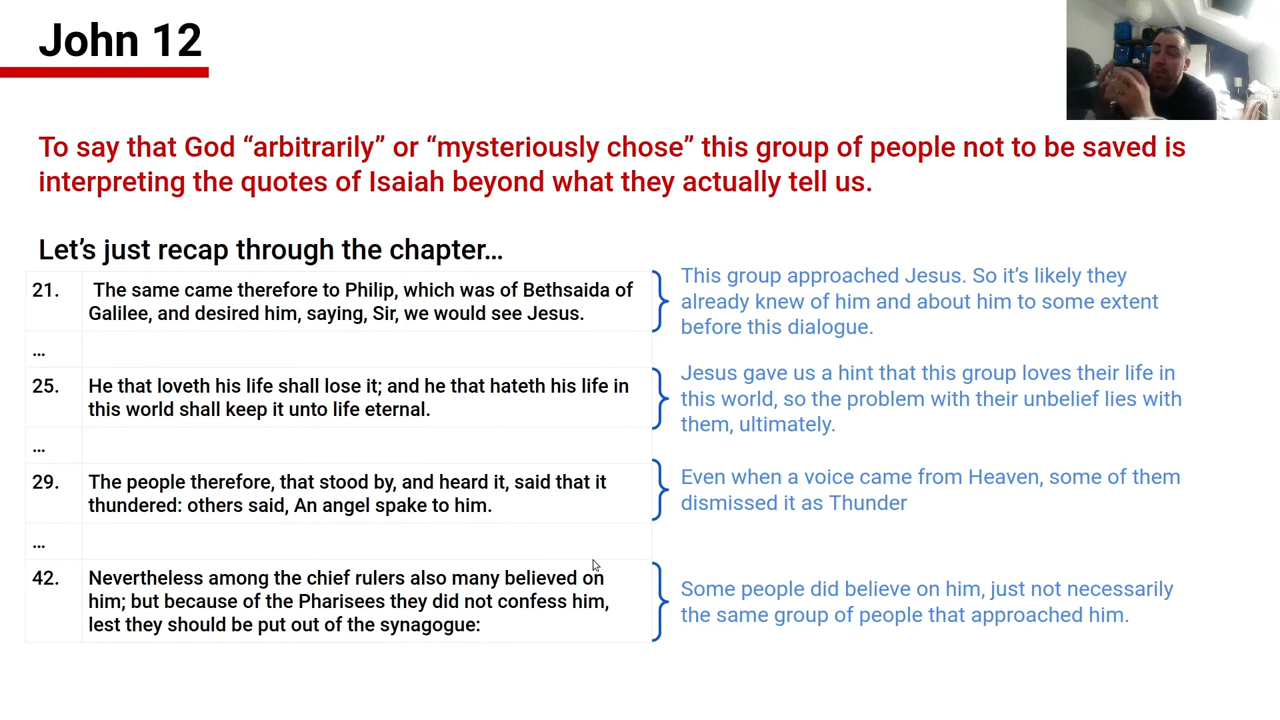 John 12
To say that God “arbitrarily” or “mysteriously chose” this group of people not to be saved is
interpreting the quotes of Isaiah beyond what they actually tell us.
Let’s just recap through the chapter…
21. The same came therefore to Philip, which was of Bethsaida of
Galilee, and desired him, saying, Sir, we would see Jesus.
This group approached Jesus. So it’s likely they
already knew of him and about him to some extent
before this dialogue.
...
25. He that loveth his life shall lose it; and he that hateth his life in
this world shall keep it unto life eternal.
Jesus gave us a hint that this group loves their life in
this world, so the problem with their unbelief lies with
them, ultimately.
...
29. The people therefore, that stood by, and heard it, said that it
thundered: others said, An angel spake to him.
Even when a voice came from Heaven, some of them
dismissed it as Thunder
...
42. Nevertheless among the chief rulers also many believed on
him; but because of the Pharisees they did not confess him,
lest they should be put out of the synagogue:
Some people did believe on him, just not necessarily
the same group of people that approached him.